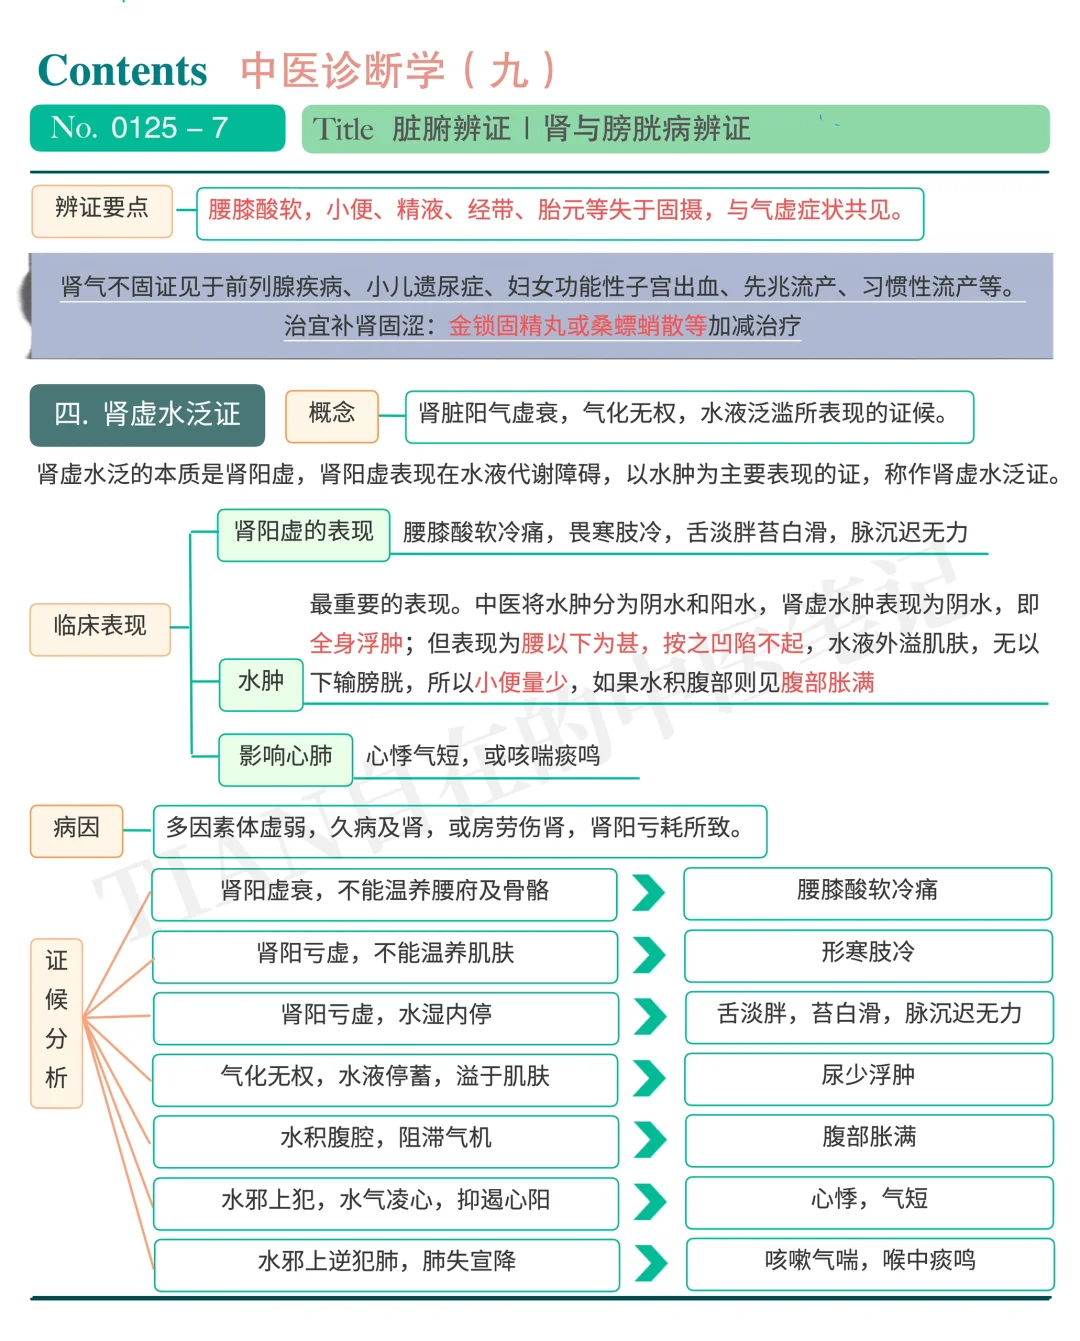 Contents 中医诊断学（九）
No. 0125 – 7
Title 脏腑辨证 | 肾与膀胱病辨证
辨证要点
腰膝酸软，小便、精液、经带、胎元等失于固摄，与气虚症状共见。
肾气不固证见于前列腺疾病、小儿遗尿症、妇女功能性子宫出血、先兆流产、习惯性流产等。
治宜补肾固涩：金锁固精丸或桑螵蛸散等加减治疗
四. 肾虚水泛证
概念
肾脏阳气虚衰，气化无权，水液泛滥所表现的证候。
肾虚水泛的本质是肾阳虚，肾阳虚表现在水液代谢障碍，以水肿为主要表现的证，称作肾虚水泛证。
临床表现
肾阳虚的表现
腰膝酸软冷痛，畏寒肢冷，舌淡胖苔白滑，脉沉迟无力
水肿
最重要的表现。中医将水肿分为阴水和阳水，肾虚水肿表现为阴水，即
全身浮肿；但表现为腰以下为甚，按之凹陷不起，水液外溢肌肤，无以
下输膀胱，所以小便量少，如果水积腹部则见腹部胀满
影响心肺
心悸气短，或咳喘痰鸣
病因
多因素体虚弱，久病及肾，或房劳伤肾，肾阳亏耗所致。
证候分析
肾阳虚衰，不能温养腰府及骨骼
腰膝酸软冷痛
肾阳亏虚，不能温养肌肤
形寒肢冷
肾阳亏虚，水湿内停
舌淡胖，苔白滑，脉沉迟无力
气化无权，水液停蓄，溢于肌肤
尿少浮肿
水积腹腔，阻滞气机
腹部胀满
水邪上犯，水气凌心，抑遏心阳
心悸，气短
水邪上逆犯肺，肺失宣降
咳嗽气喘，喉中痰鸣
TIAN自在的中医笔记